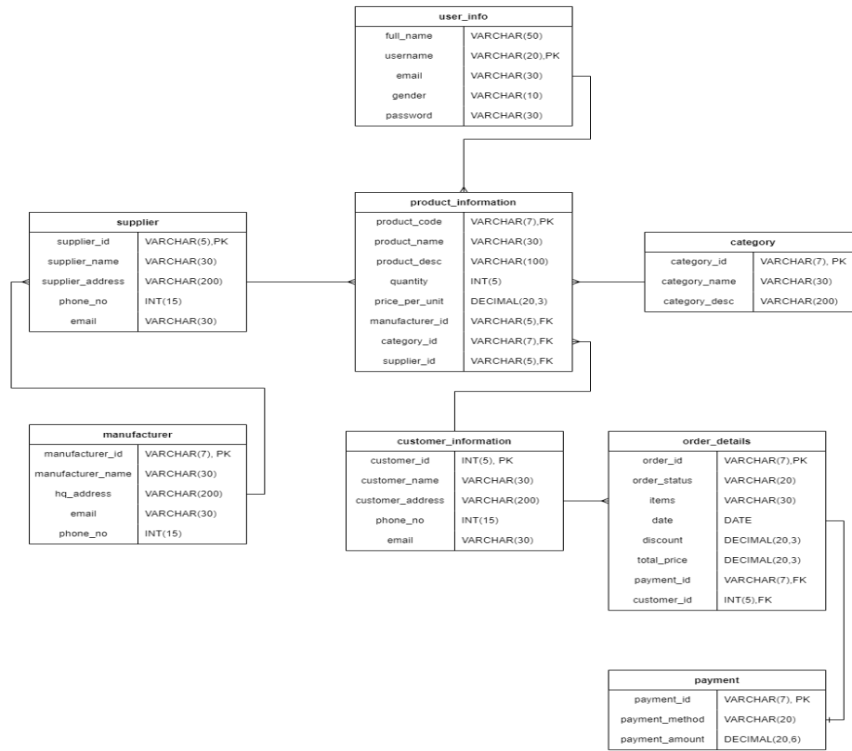 user_info
full_name VARCHAR(50)
username VARCHAR(20),PK
email VARCHAR(30)
gender VARCHAR(10)
password VARCHAR(30)
product_information
product_code VARCHAR(7),PK
product_name VARCHAR(30)
product_desc VARCHAR(100)
quantity INT(5)
price_per_unit DECIMAL(20,3)
manufacturer_id VARCHAR(5),FK
category_id VARCHAR(7),FK
supplier_id VARCHAR(5),FK
supplier
supplier_id VARCHAR(5),PK
supplier_name VARCHAR(30)
supplier_address VARCHAR(200)
phone_no INT(15)
email VARCHAR(30)
category
category_id VARCHAR(7), PK
category_name VARCHAR(30)
category_desc VARCHAR(200)
manufacturer
manufacturer_id VARCHAR(7), PK
manufacturer_name VARCHAR(30)
hq_address VARCHAR(200)
email VARCHAR(30)
phone_no INT(15)
customer_information
customer_id INT(5), PK
customer_name VARCHAR(30)
customer_address VARCHAR(200)
phone_no INT(15)
email VARCHAR(30)
order_details
order_id VARCHAR(7),PK
order_status VARCHAR(20)
items VARCHAR(30)
date DATE
discount DECIMAL(20,3)
total_price DECIMAL(20,3)
payment_id VARCHAR(7),FK
customer_id INT(5),FK
payment
payment_id VARCHAR(7), PK
payment_method VARCHAR(20)
payment_amount DECIMAL(20,6)